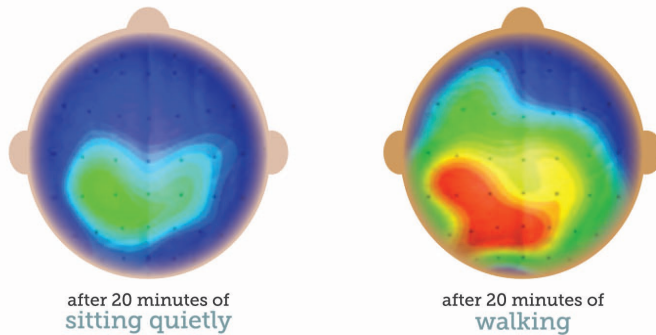 after 20 minutes of
sitting quietly
after 20 minutes of
walking